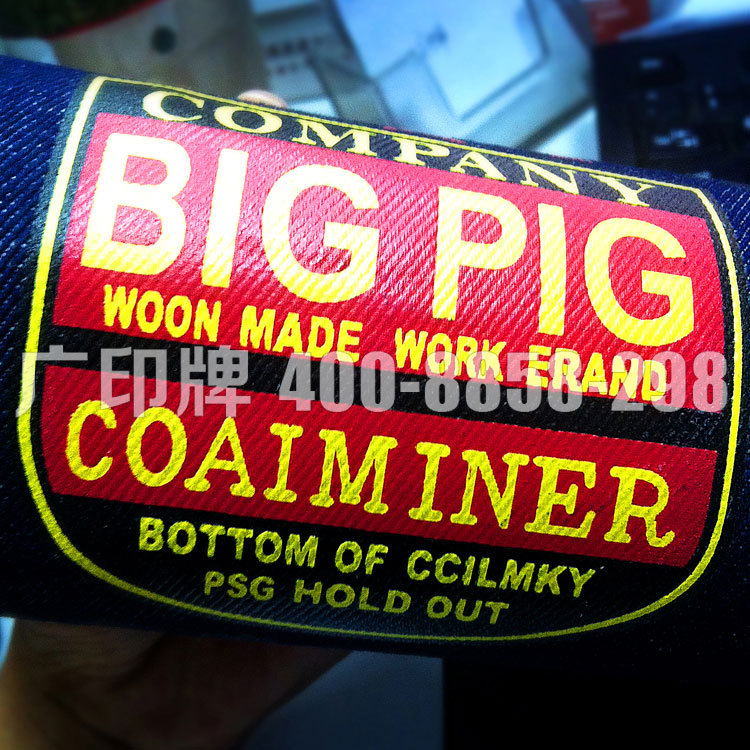 COMPANY
BIG PIG
WOON MADE WORK ERAND
广印牌 400-8858-298
COAIMINER
BOTTOM OF CCILMKY
PSG HOLD OUT